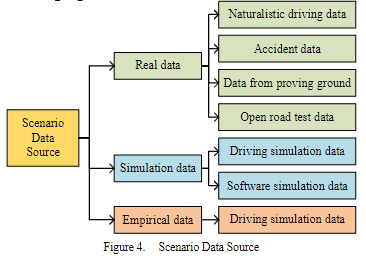 Naturalistic driving data
Accident data
Real data
Data from proving ground
Open road test data
Scenario
Data
Source
Driving simulation data
Simulation data
Software simulation data
Empirical data
Driving simulation data
Figure 4. Scenario Data Source